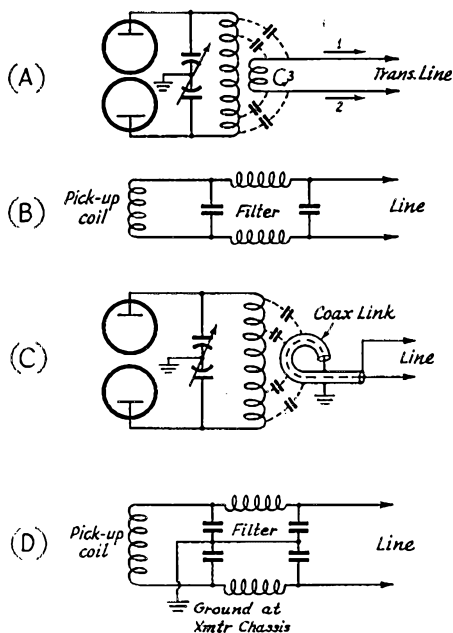 (A)
1
C3
Trans. Line
2
(B)
Pick-up
coil
Filter
Line
(C)
Coax Link
Line
(D)
Pick-up
coil
Filter
Line
Ground at
Xmtr Chassis